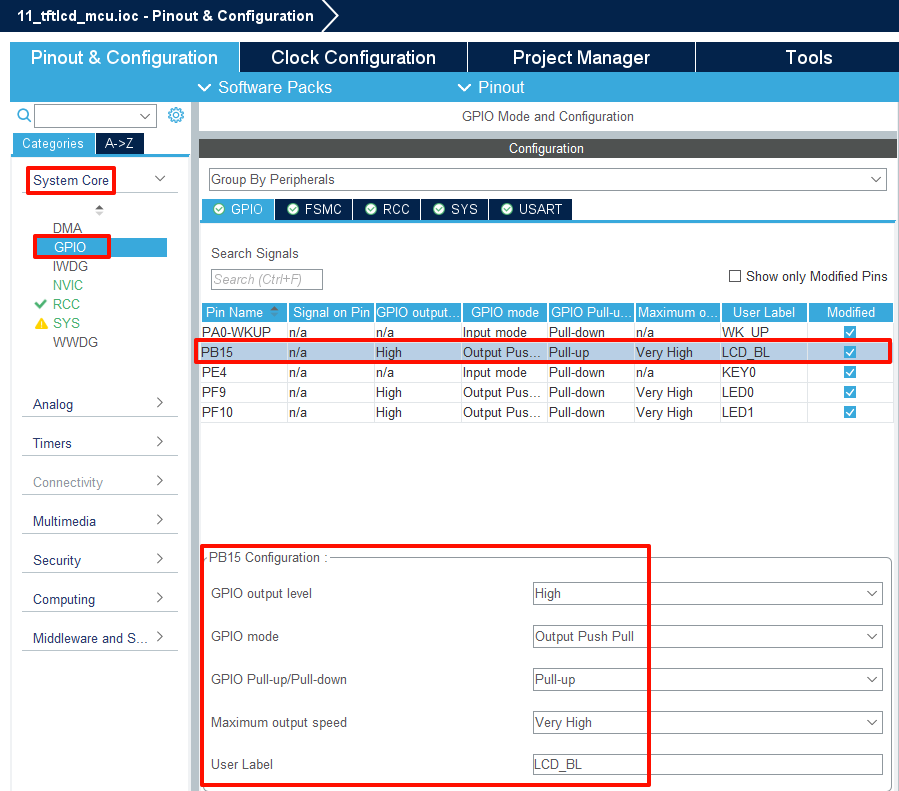 11_tftlcd_mcu.ioc - Pinout & Configuration
Pinout & Configuration Clock Configuration Project Manager Tools
Software Packs Pinout
GPIO Mode and Configuration
Categories A->Z
Configuration
System Core
Group By Peripherals
GPIO FSMC RCC SYS USART
DMA
GPIO
IWDG
NVIC
RCC
SYS
WWDG
Analog
Timers
Connectivity
Multimedia
Security
Computing
Middleware and S...
Search Signals
Search (Ctrl+F)
Show only Modified Pins
Pin Name Signal on Pin GPIO output... GPIO mode GPIO Pull-u... Maximum o... User Label Modified
PA0-WKUP n/a n/a Input mode Pull-down n/a WK_UP
PB15 n/a High Output Pus... Pull-up Very High LCD_BL
PE4 n/a n/a Input mode Pull-down n/a KEY0
PF9 n/a High Output Pus... Pull-down Very High LED0
PF10 n/a High Output Pus... Pull-down Very High LED1
PB15 Configuration :
GPIO output level High
GPIO mode Output Push Pull
GPIO Pull-up/Pull-down Pull-up
Maximum output speed Very High
User Label LCD_BL